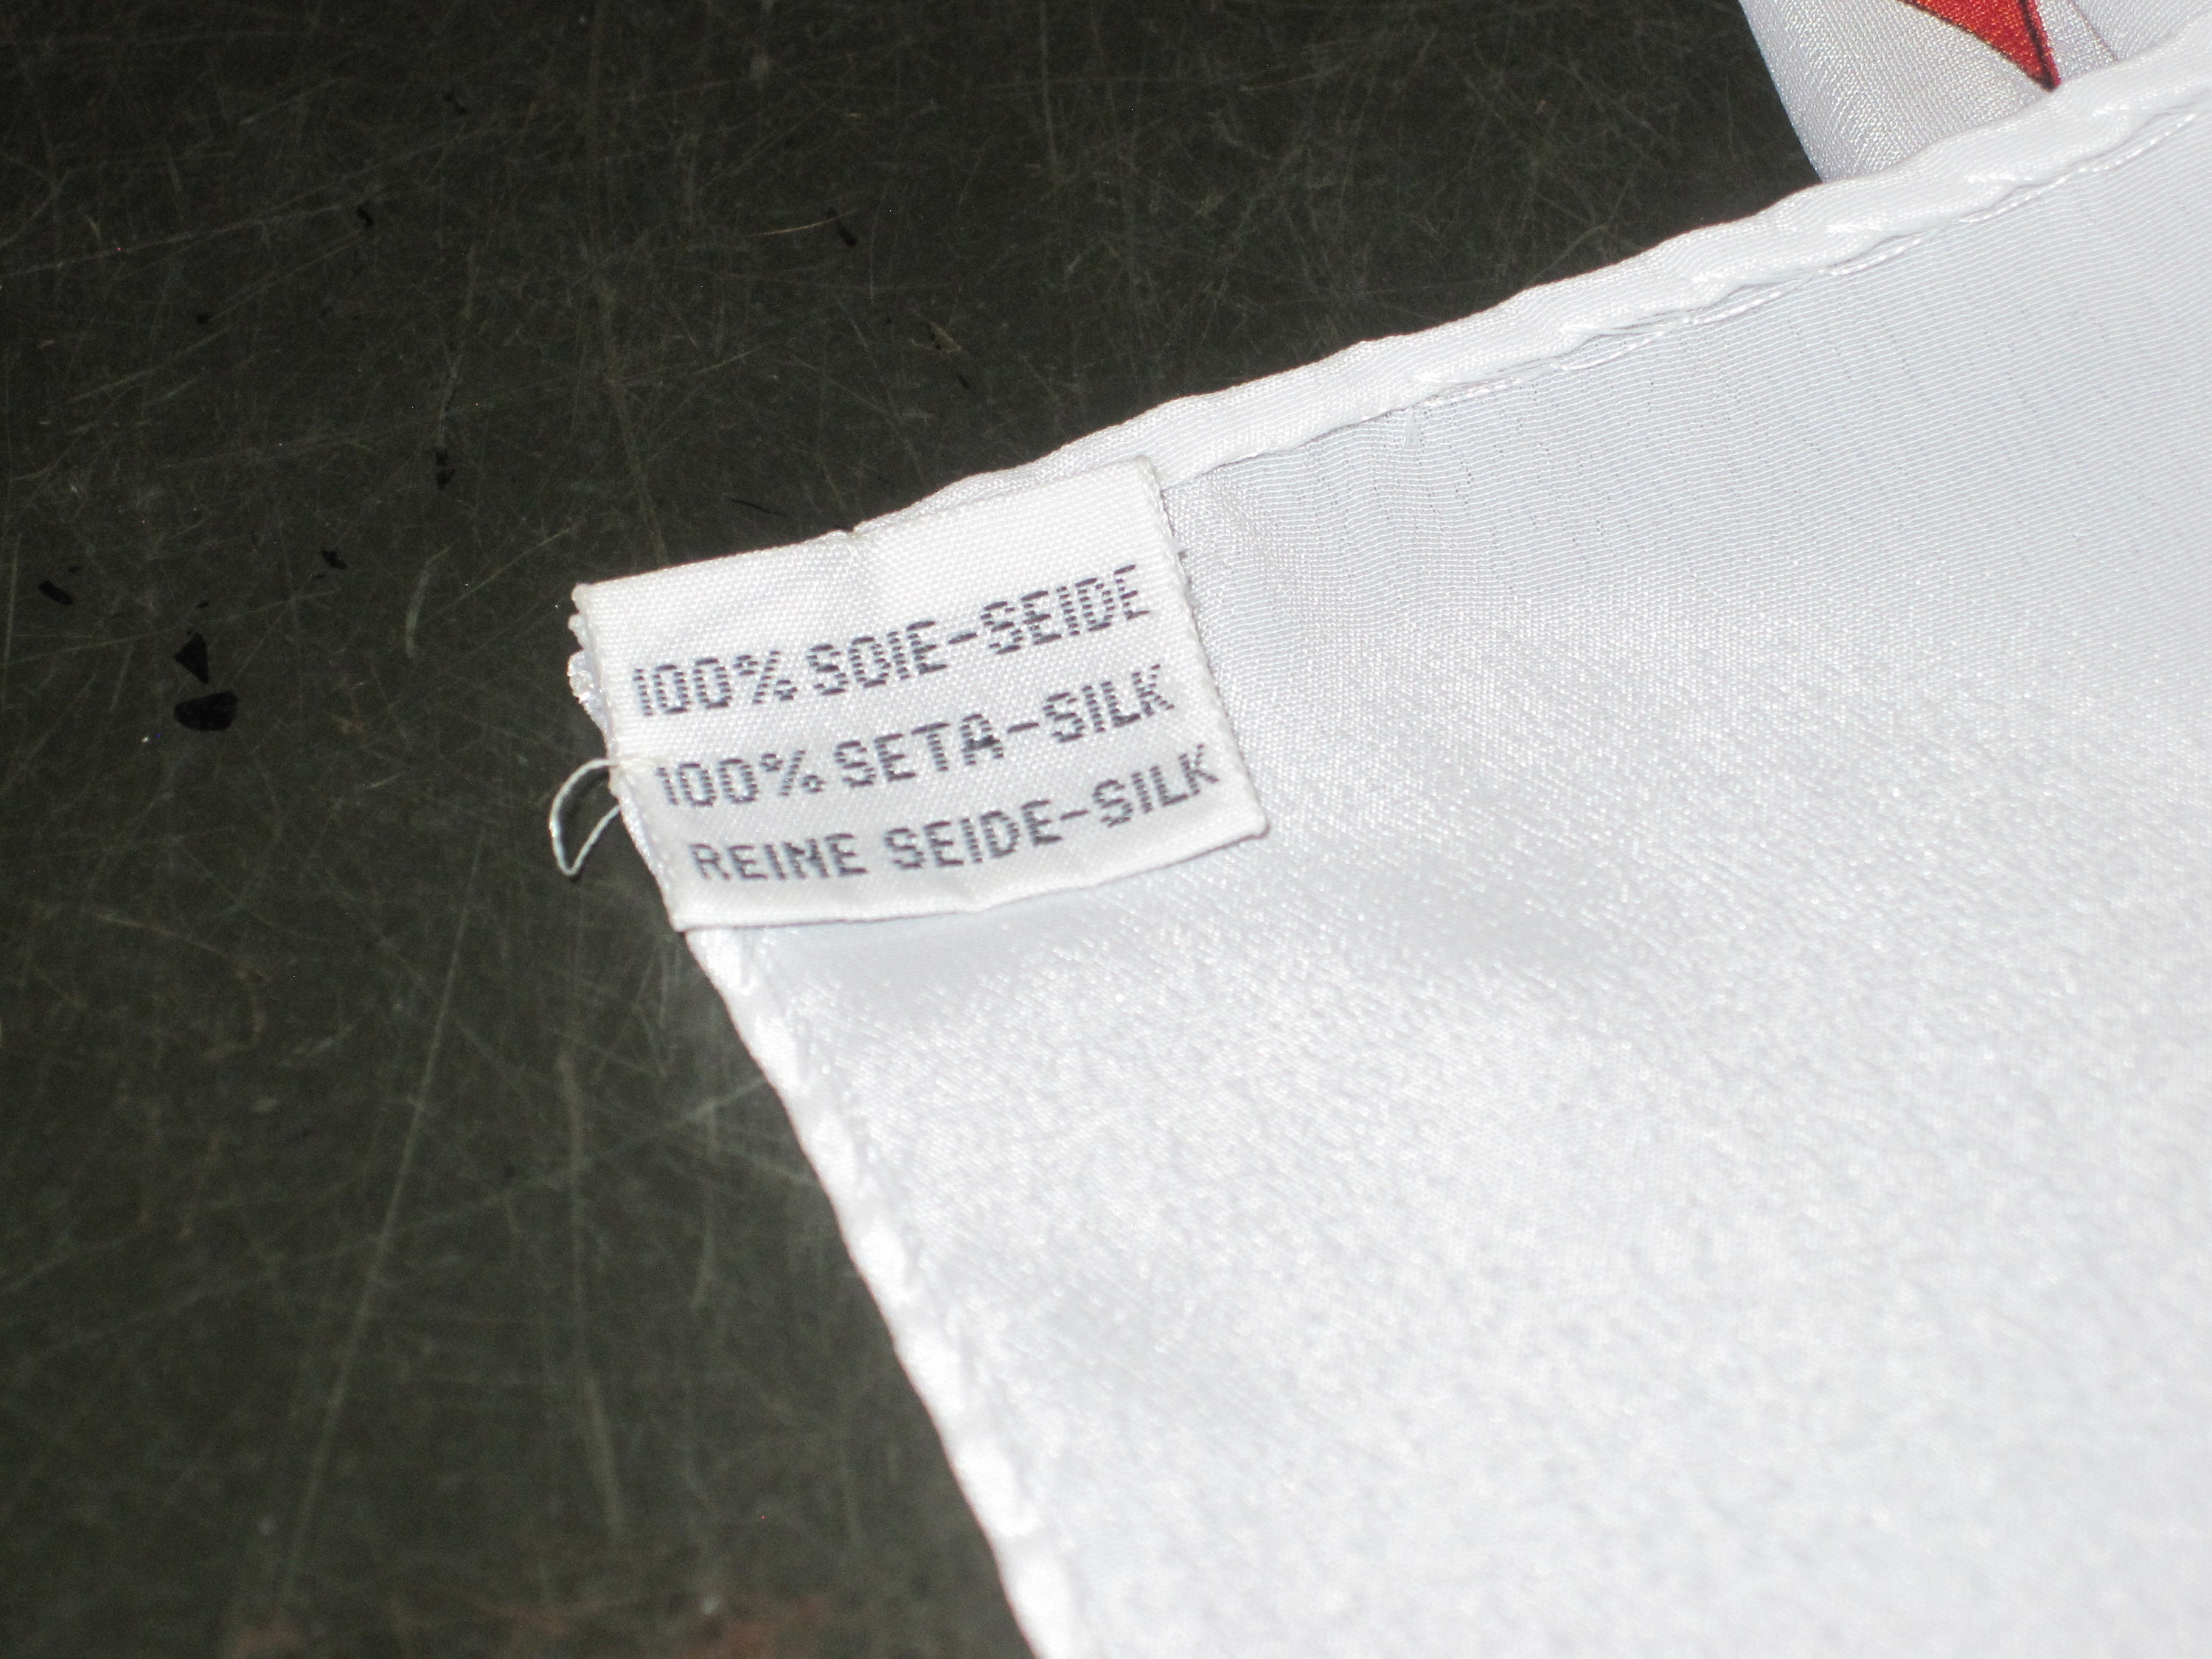 100% SOIE-SEIDE
100% SETA-SILK
REINE SEIDE-SILK